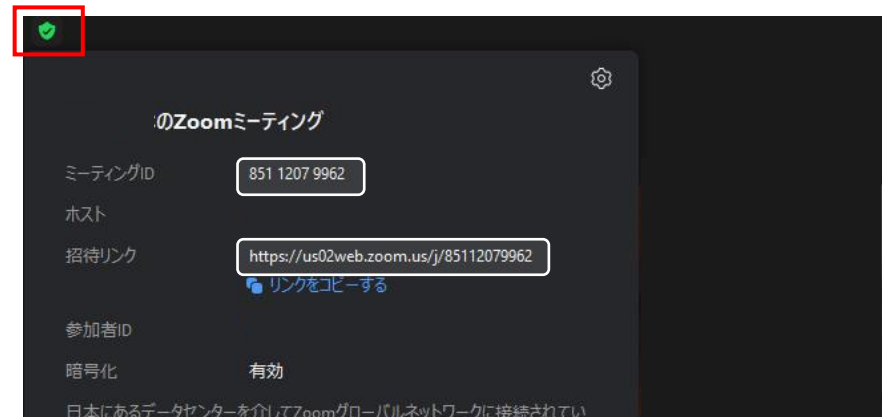 のZoomミーティング
ミーティングID 851 1207 9962
ホスト
招待リンク https://us02web.zoom.us/j/85112079962
リンクをコピーする
参加者ID
暗号化 有効
日本にあるデータセンターを介してZoomグローバルネットワークに接続されてい